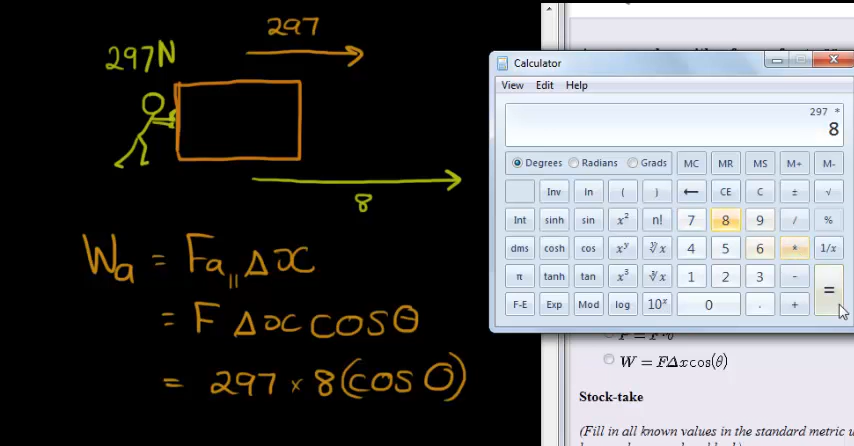 297
297N
8
Wa = Fa|| Δx
= F Δx cosθ
= 297 × 8(cos 0)
Calculator
View Edit Help
297 *
8
Degrees Radians Grads MC MR MS M+ M-
Inv ln ( ) ← CE C ± √
Int sinh sin x² n! 7 8 9 / %
dms cosh cos xʸ ʸ√x 4 5 6 * 1/x
π tanh tan x³ ³√x 1 2 3 - =
F-E Exp Mod log 10ˣ 0 . +
W = FΔx cos(θ)
Stock-take
(Fill in all known values in the standard metric